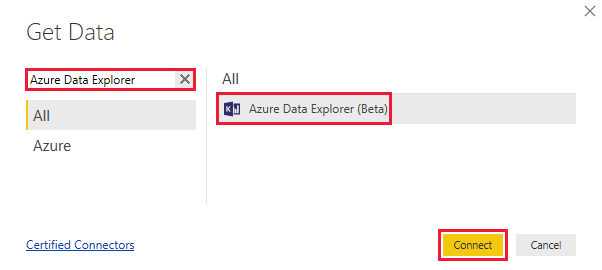 Get Data
Azure Data Explorer
All
Azure
All
Azure Data Explorer (Beta)
Certified Connectors
Connect
Cancel